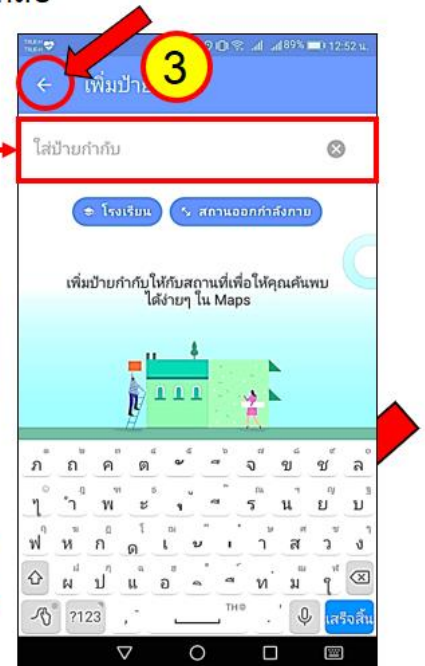 TRUE-H
TRUE-H 89% 12:52 น.
3
เพิ่มป้าย
ใส่ป้ายกำกับ
โรงเรียน สถานออกกำลังกาย
เพิ่มป้ายกำกับให้กับสถานที่เพื่อให้คุณค้นพบ
ได้ง่ายๆ ใน Maps
ภ ถ ค ต ั ี จ ข ช ล
ๆ ำ พ ะ ุ ี ร น ย บ
ฟ ห ก ด เ ้ ่ า ส ว ง
ผ ป แ อ ิ ื ท ม ใ
?123 , TH . เสร็จสิ้น